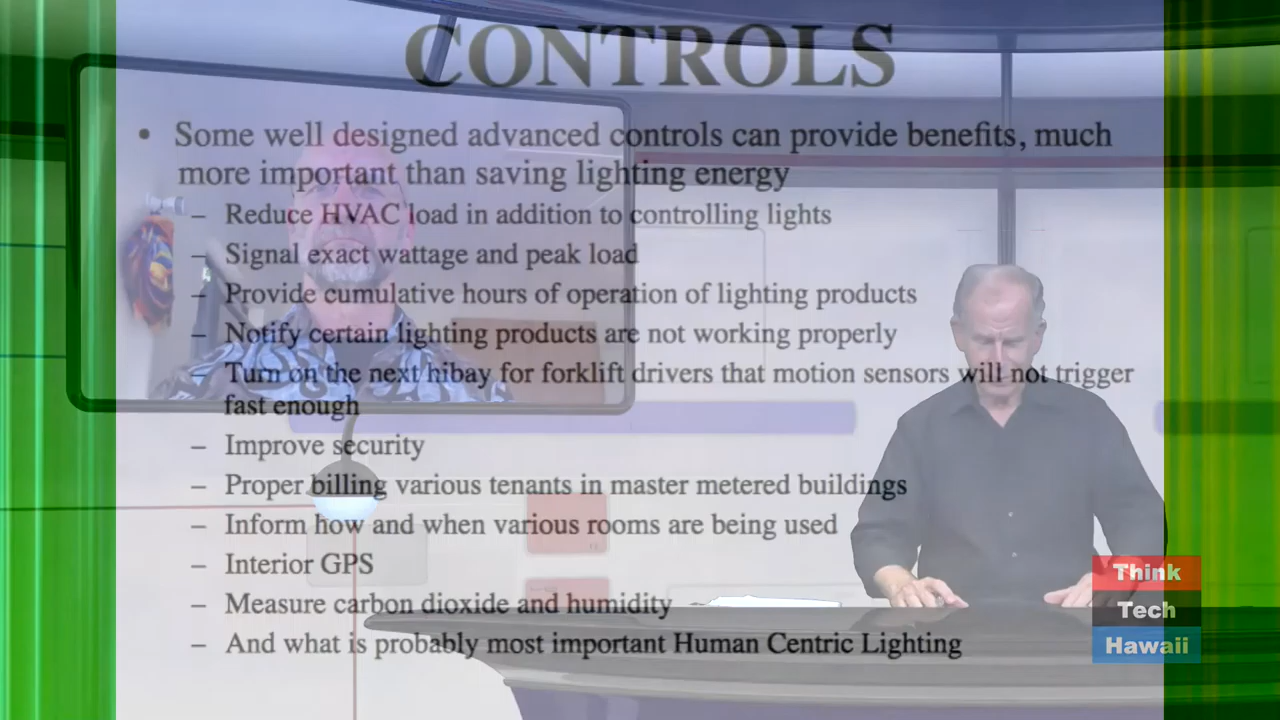 CONTROLS
• Some well designed advanced controls can provide benefits, much
more important than saving lighting energy
– Reduce HVAC load in addition to controlling lights
– Signal exact wattage and peak load
– Provide cumulative hours of operation of lighting products
– Notify certain lighting products are not working properly
– Turn on the next hibay for forklift drivers that motion sensors will not trigger
fast enough
– Improve security
– Proper billing various tenants in master metered buildings
– Inform how and when various rooms are being used
– Interior GPS
– Measure carbon dioxide and humidity
– And what is probably most important Human Centric Lighting
Think
Tech
Hawaii